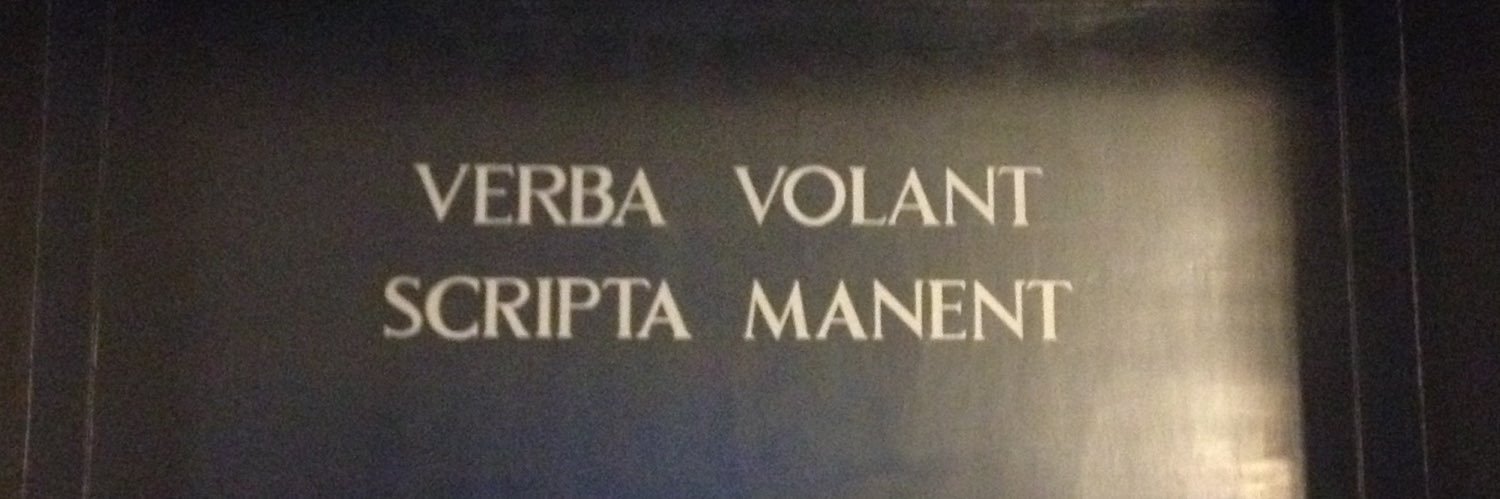 VERBA VOLANT
SCRIPTA MANENT